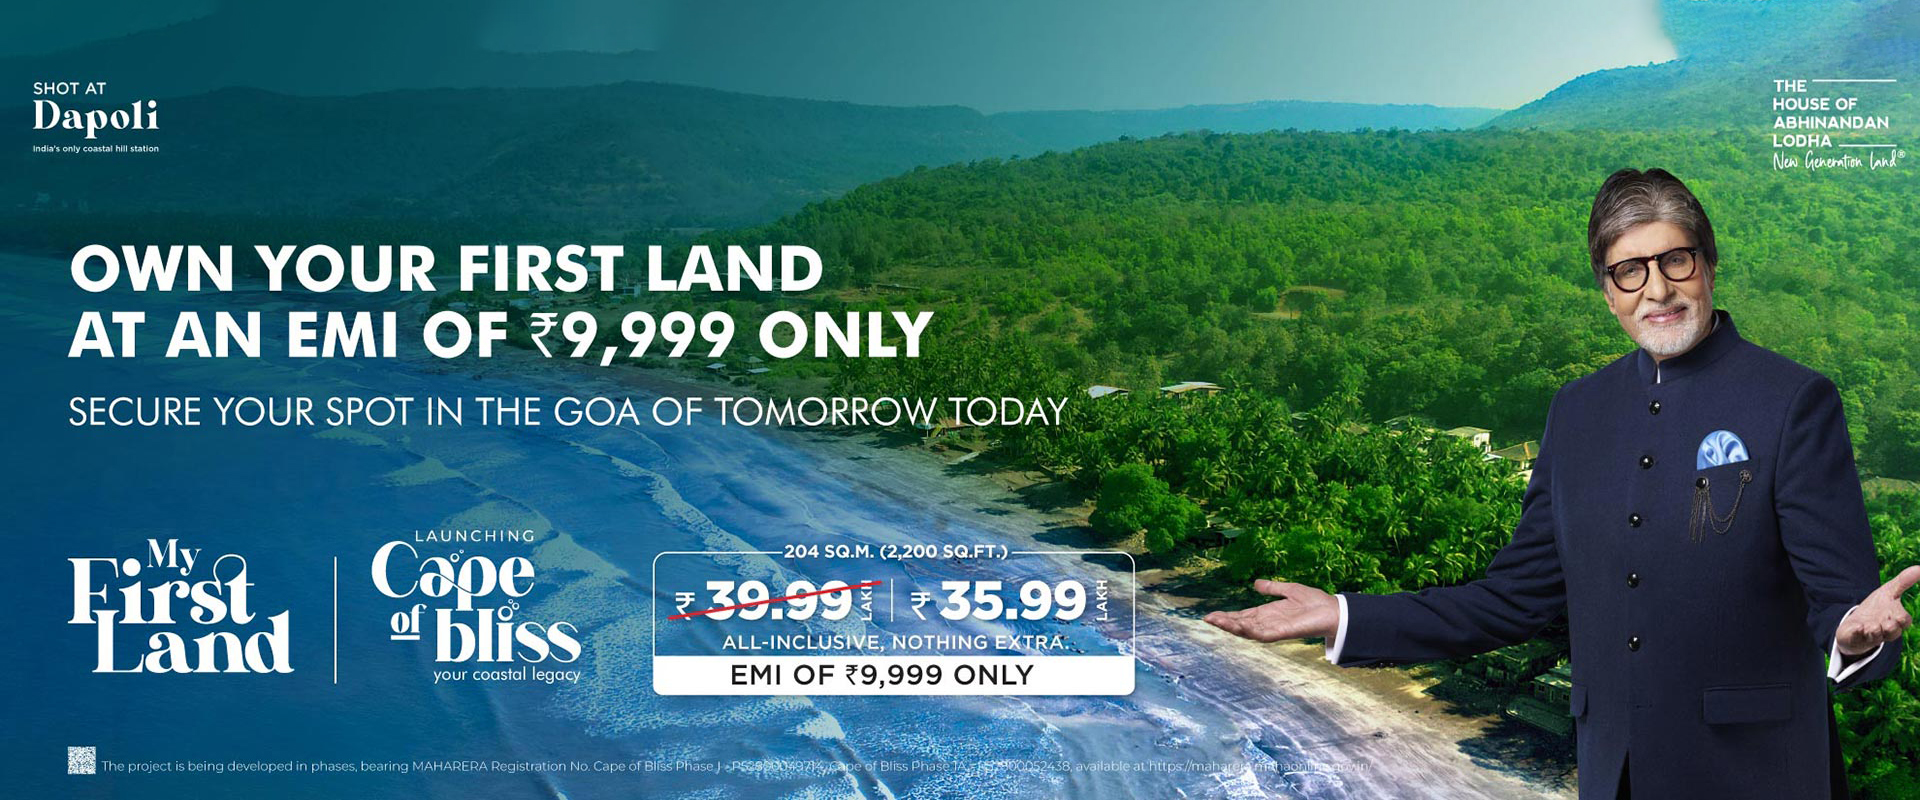 SHOT AT
Dapoli
India's only coastal hill station
THE
HOUSE OF
ABHINANDAN
LODHA
New Generation Land®
OWN YOUR FIRST LAND
AT AN EMI OF ₹9,999 ONLY
SECURE YOUR SPOT IN THE GOA OF TOMORROW TODAY
My
First
Land
LAUNCHING
Cape
of bliss
your coastal legacy
204 SQ.M. (2,200 SQ.FT.)
₹ 39.99 LAKH | ₹ 35.99 LAKH
ALL-INCLUSIVE, NOTHING EXTRA.
EMI OF ₹9,999 ONLY
The project is being developed in phases, bearing MAHARERA Registration No. Cape of Bliss Phase Cape of Bliss Phase available at